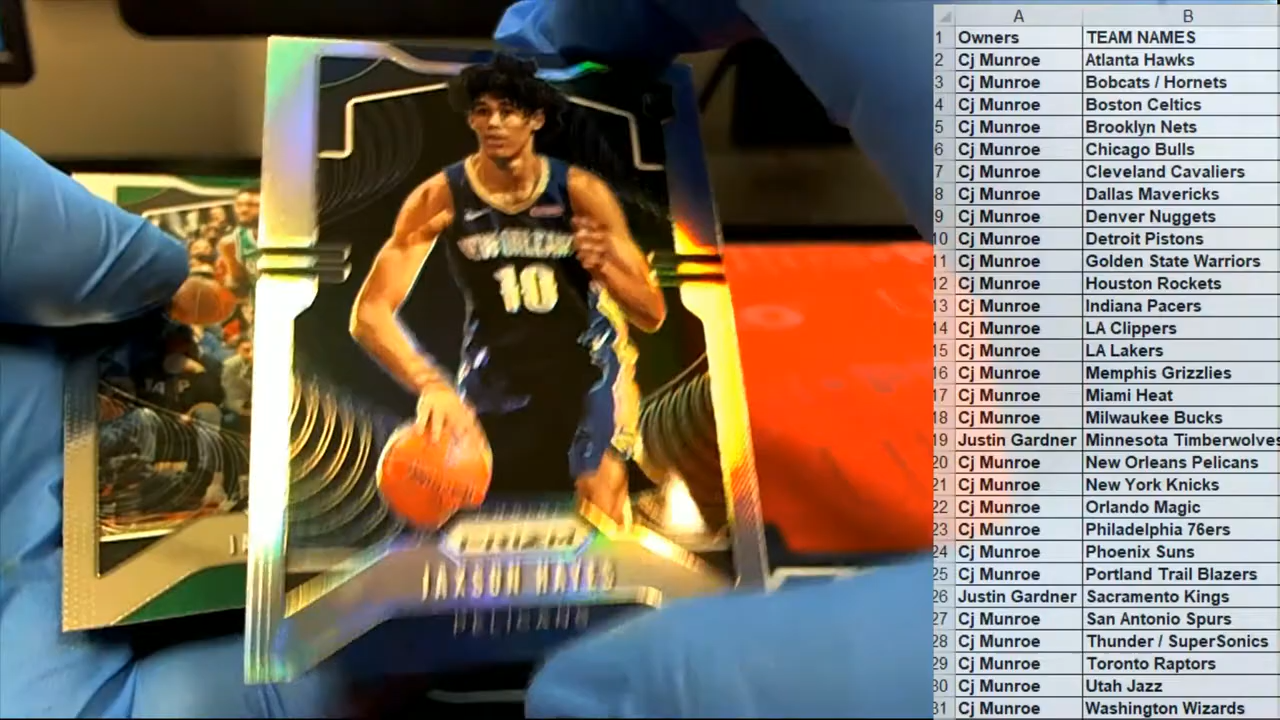 NEW ORLEANS
10
PRIZM
JAXSON HAYES
PELICANS
A B
1 Owners TEAM NAMES
2 Cj Munroe Atlanta Hawks
3 Cj Munroe Bobcats / Hornets
4 Cj Munroe Boston Celtics
5 Cj Munroe Brooklyn Nets
6 Cj Munroe Chicago Bulls
7 Cj Munroe Cleveland Cavaliers
8 Cj Munroe Dallas Mavericks
9 Cj Munroe Denver Nuggets
10 Cj Munroe Detroit Pistons
11 Cj Munroe Golden State Warriors
12 Cj Munroe Houston Rockets
13 Cj Munroe Indiana Pacers
14 Cj Munroe LA Clippers
15 Cj Munroe LA Lakers
16 Cj Munroe Memphis Grizzlies
17 Cj Munroe Miami Heat
18 Cj Munroe Milwaukee Bucks
19 Justin Gardner Minnesota Timberwolves
20 Cj Munroe New Orleans Pelicans
21 Cj Munroe New York Knicks
22 Cj Munroe Orlando Magic
23 Cj Munroe Philadelphia 76ers
24 Cj Munroe Phoenix Suns
25 Cj Munroe Portland Trail Blazers
26 Justin Gardner Sacramento Kings
27 Cj Munroe San Antonio Spurs
28 Cj Munroe Thunder / SuperSonics
29 Cj Munroe Toronto Raptors
30 Cj Munroe Utah Jazz
31 Cj Munroe Washington Wizards